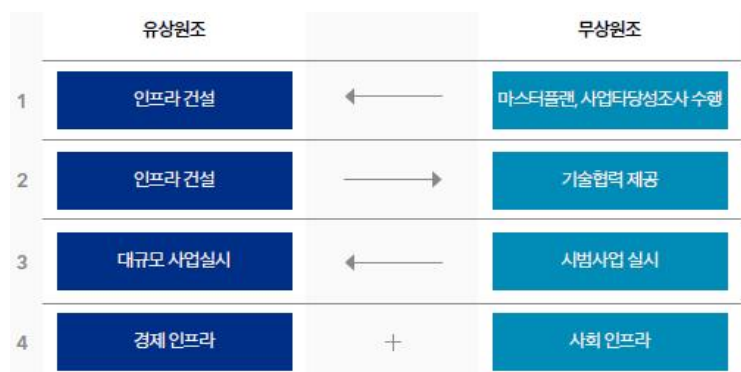 유상원조 무상원조
1 인프라 건설 마스터플랜, 사업타당성조사 수행
2 인프라 건설 기술협력 제공
3 대규모 사업실시 시범사업 실시
4 경제 인프라 + 사회 인프라